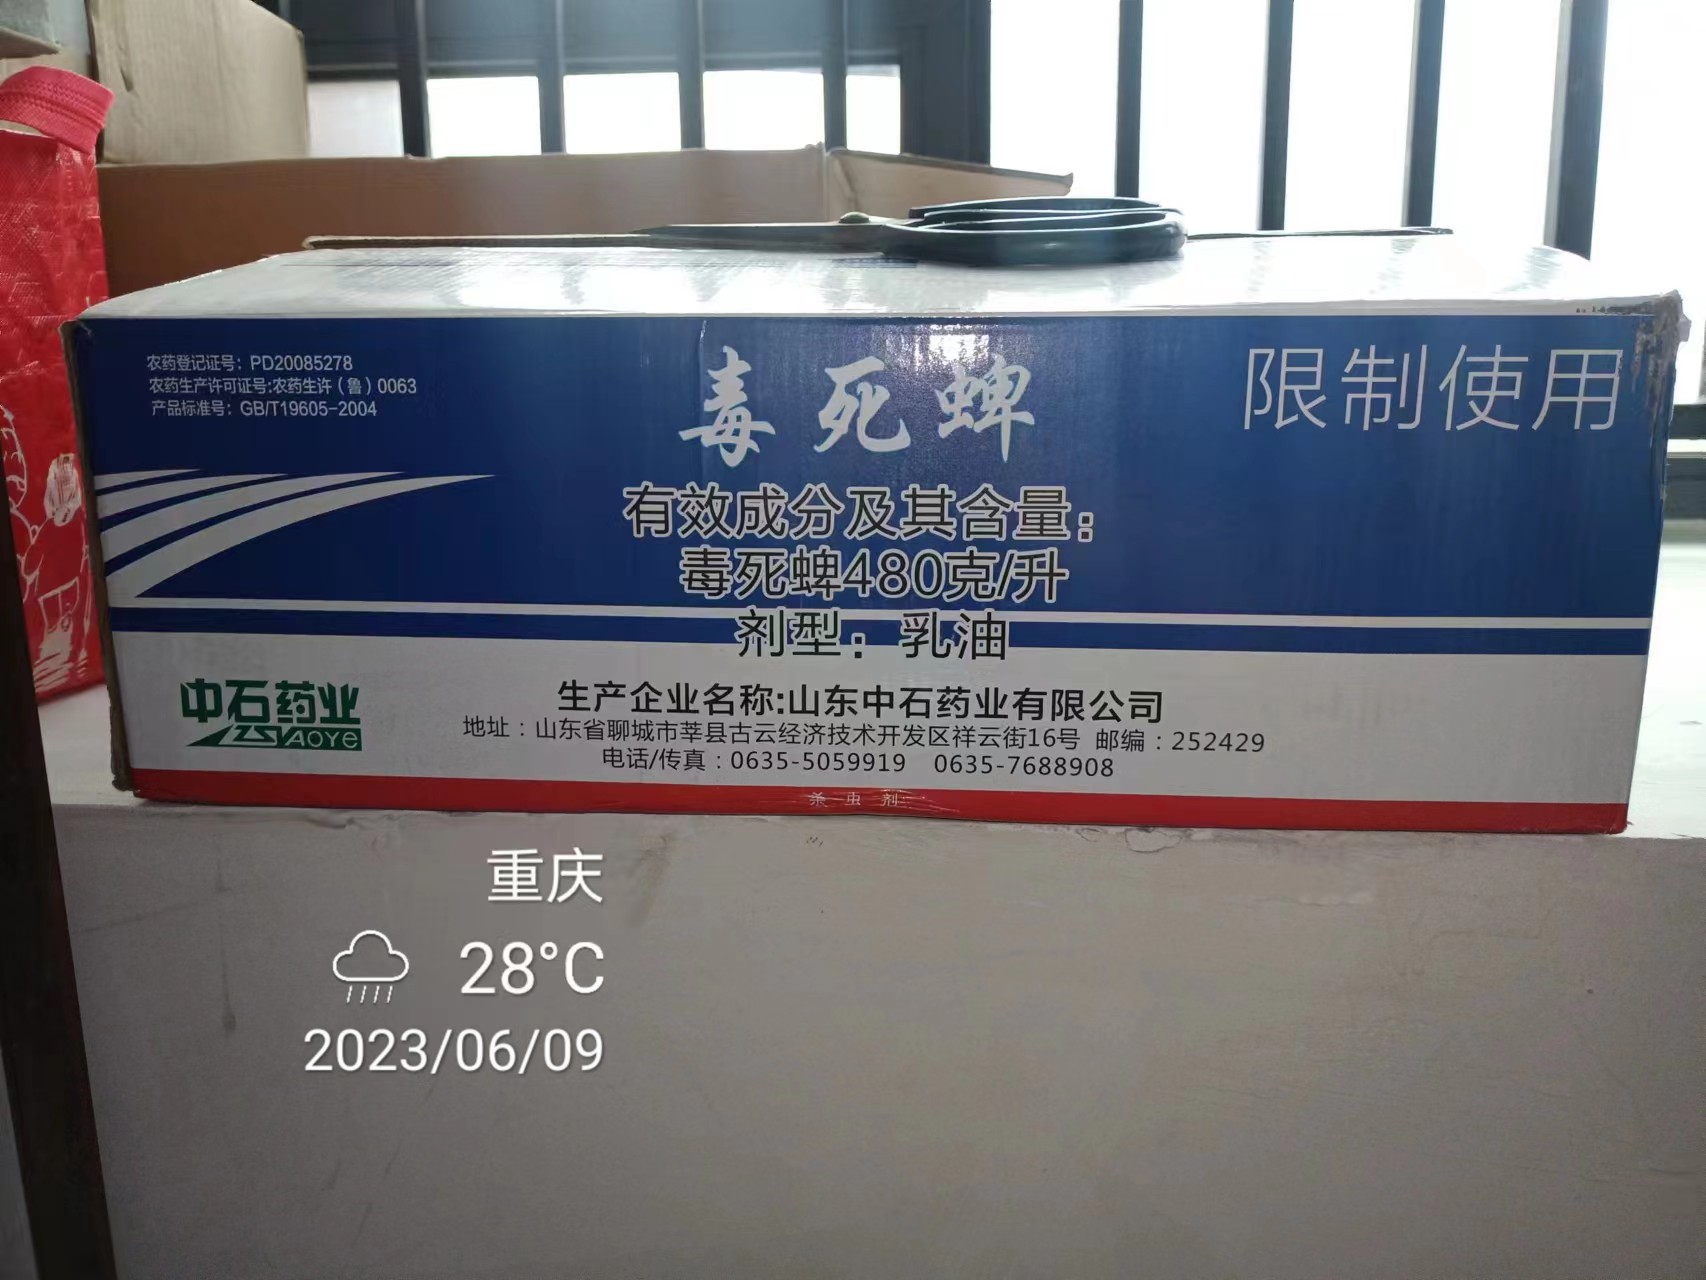 农药登记证号：PD20085278
农药生产许可证号:农药生许（鲁）0063
产品标准号：GB/T19605-2004
毒死蜱
限制使用
有效成分及其含量：
毒死蜱480克/升
剂型：乳油
中石药业
YAOYE
生产企业名称:山东中石药业有限公司
地址：山东省聊城市莘县古云经济技术开发区祥云街16号 邮编：252429
电话/传真：0635-5059919 0635-7688908
杀虫剂
重庆
28°C
2023/06/09